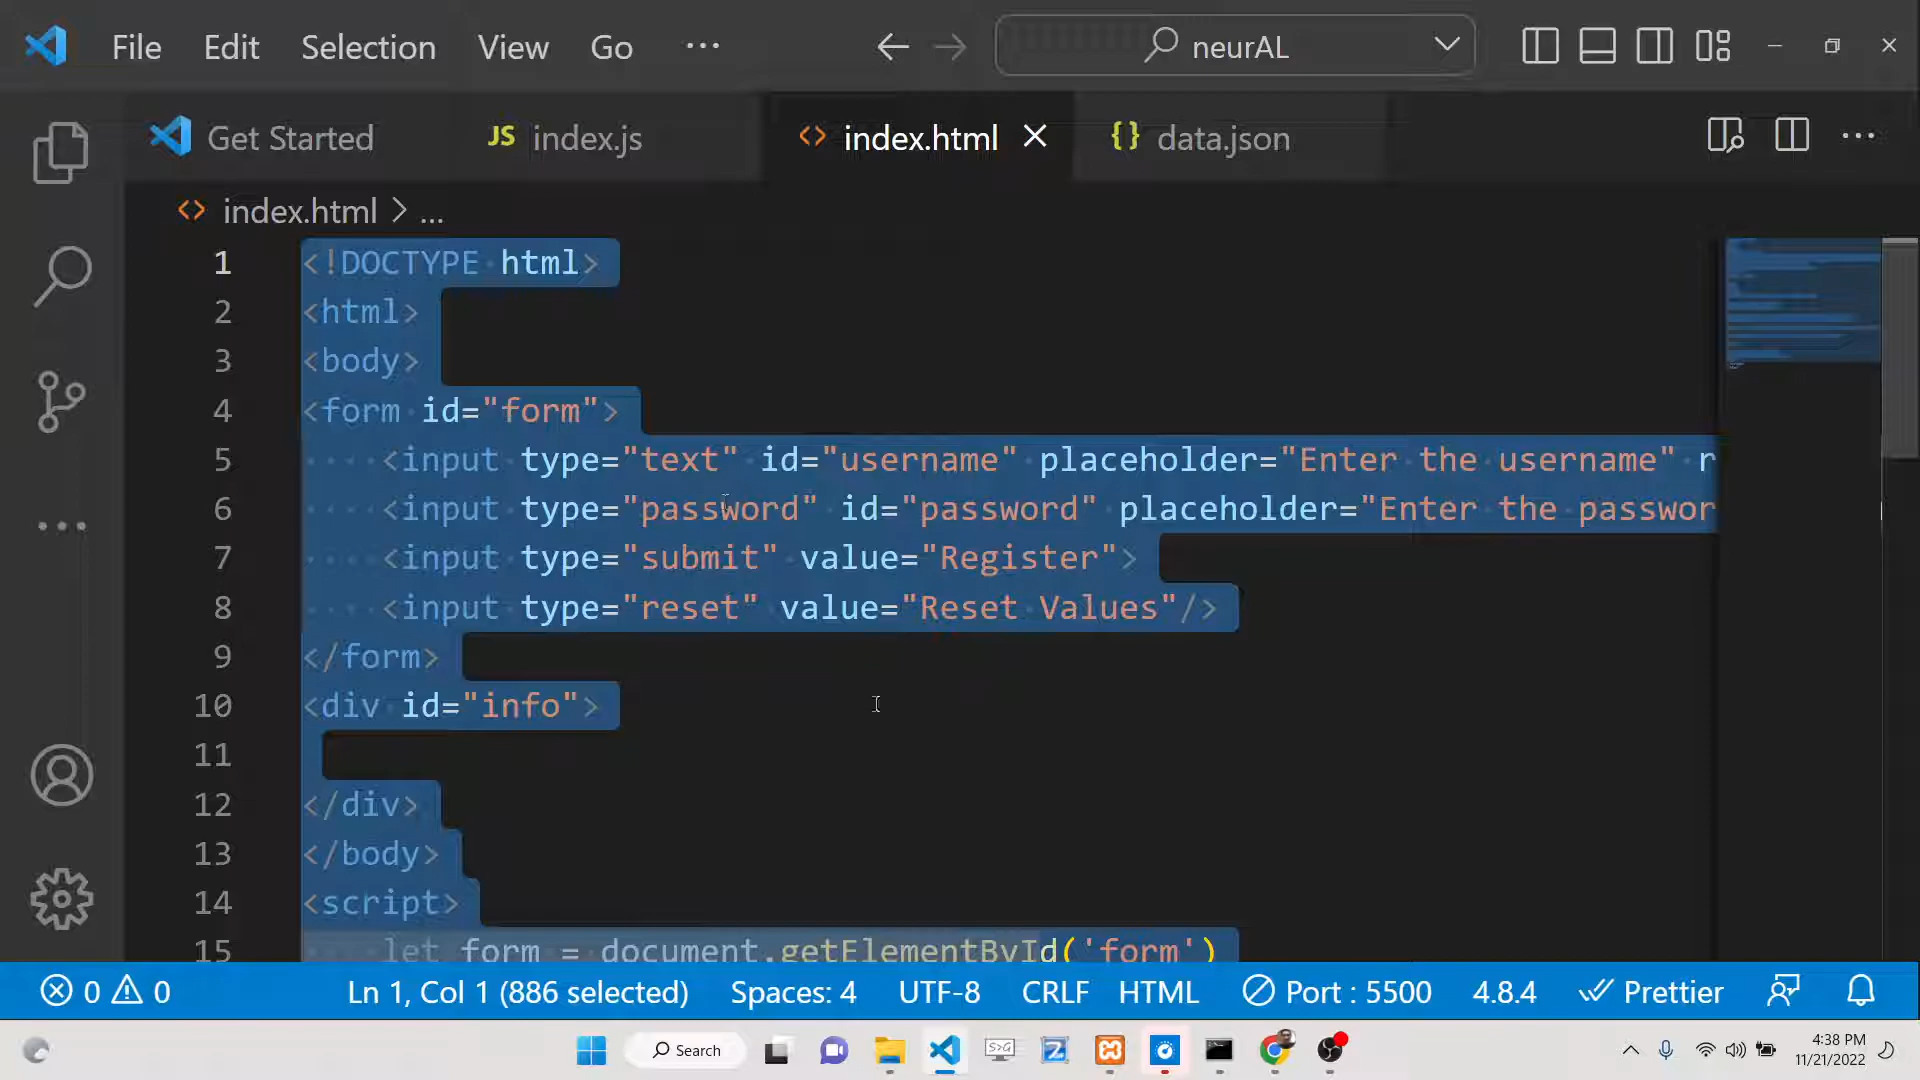 File Edit Selection View Go ··· neurAL
Get Started JS index.js <> index.html {} data.json
<> index.html > ...
1 <!DOCTYPE html>
2 <html>
3 <body>
4 <form id="form">
5 <input type="text" id="username" placeholder="Enter the username" r
6 <input type="password" id="password" placeholder="Enter the passwor
7 <input type="submit" value="Register">
8 <input type="reset" value="Reset Values"/>
9 </form>
10 <div id="info">
11
12 </div>
13 </body>
14 <script>
15 let form = document.getElementById('form')
0 0 Ln 1, Col 1 (886 selected) Spaces: 4 UTF-8 CRLF HTML Port : 5500 4.8.4 Prettier
Search
4:38 PM
11/21/2022